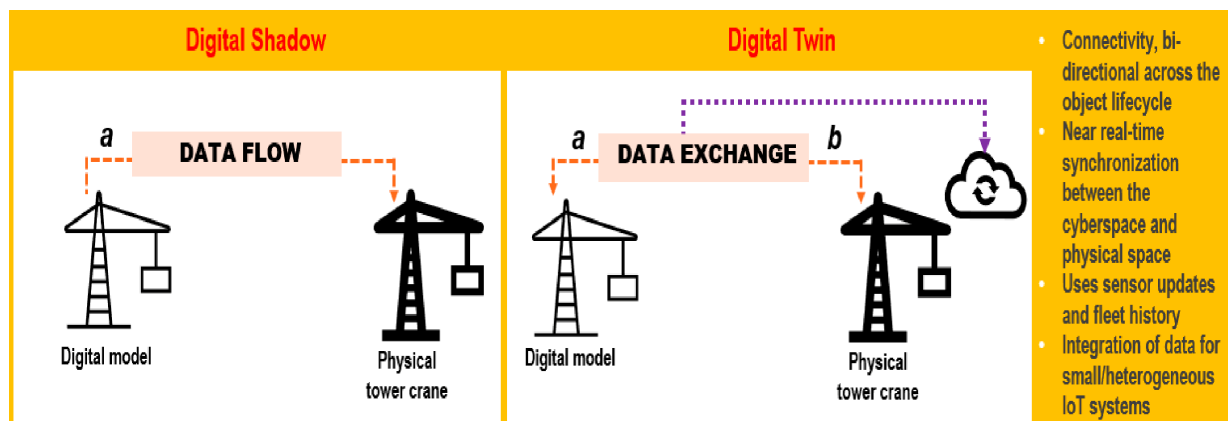 Digital Shadow
a
DATA FLOW
Digital model
Physical
tower crane
Digital Twin
a
DATA EXCHANGE
b
Digital model
Physical
tower crane
• Connectivity, bi-
directional across the
object lifecycle
• Near real-time
synchronization
between the
cyberspace and
physical space
• Uses sensor updates
and fleet history
• Integration of data for
small/heterogeneous
IoT systems